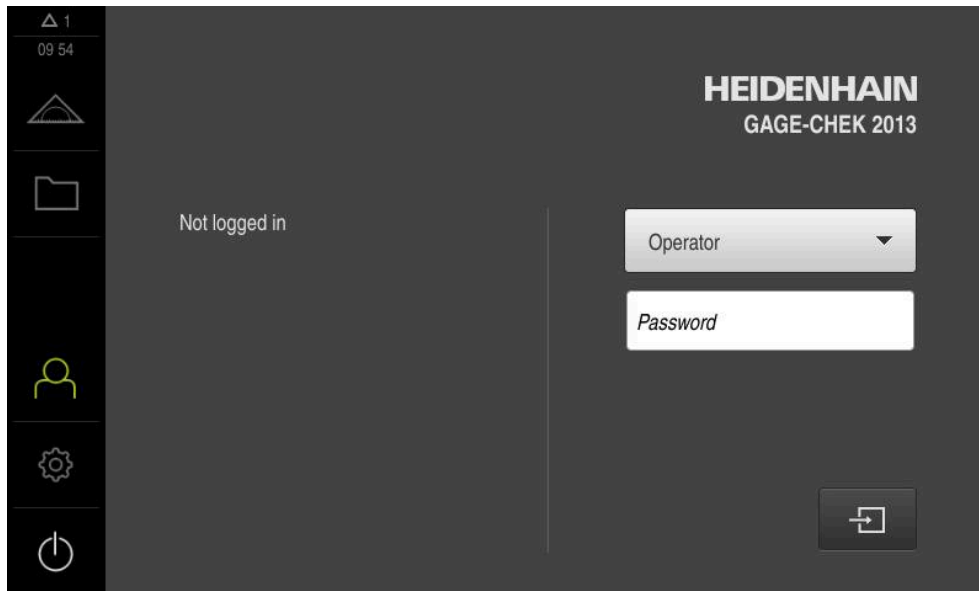 △ 1
09 54
HEIDENHAIN
GAGE-CHEK 2013
Not logged in
Operator
Password